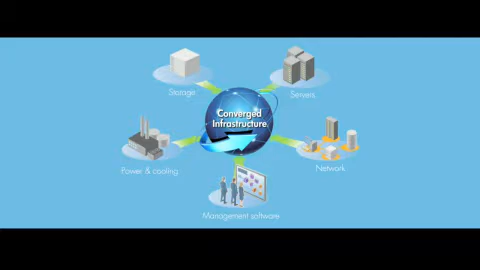 Storage
Servers
Converged
Infrastructure
Power & cooling
Network
Management software